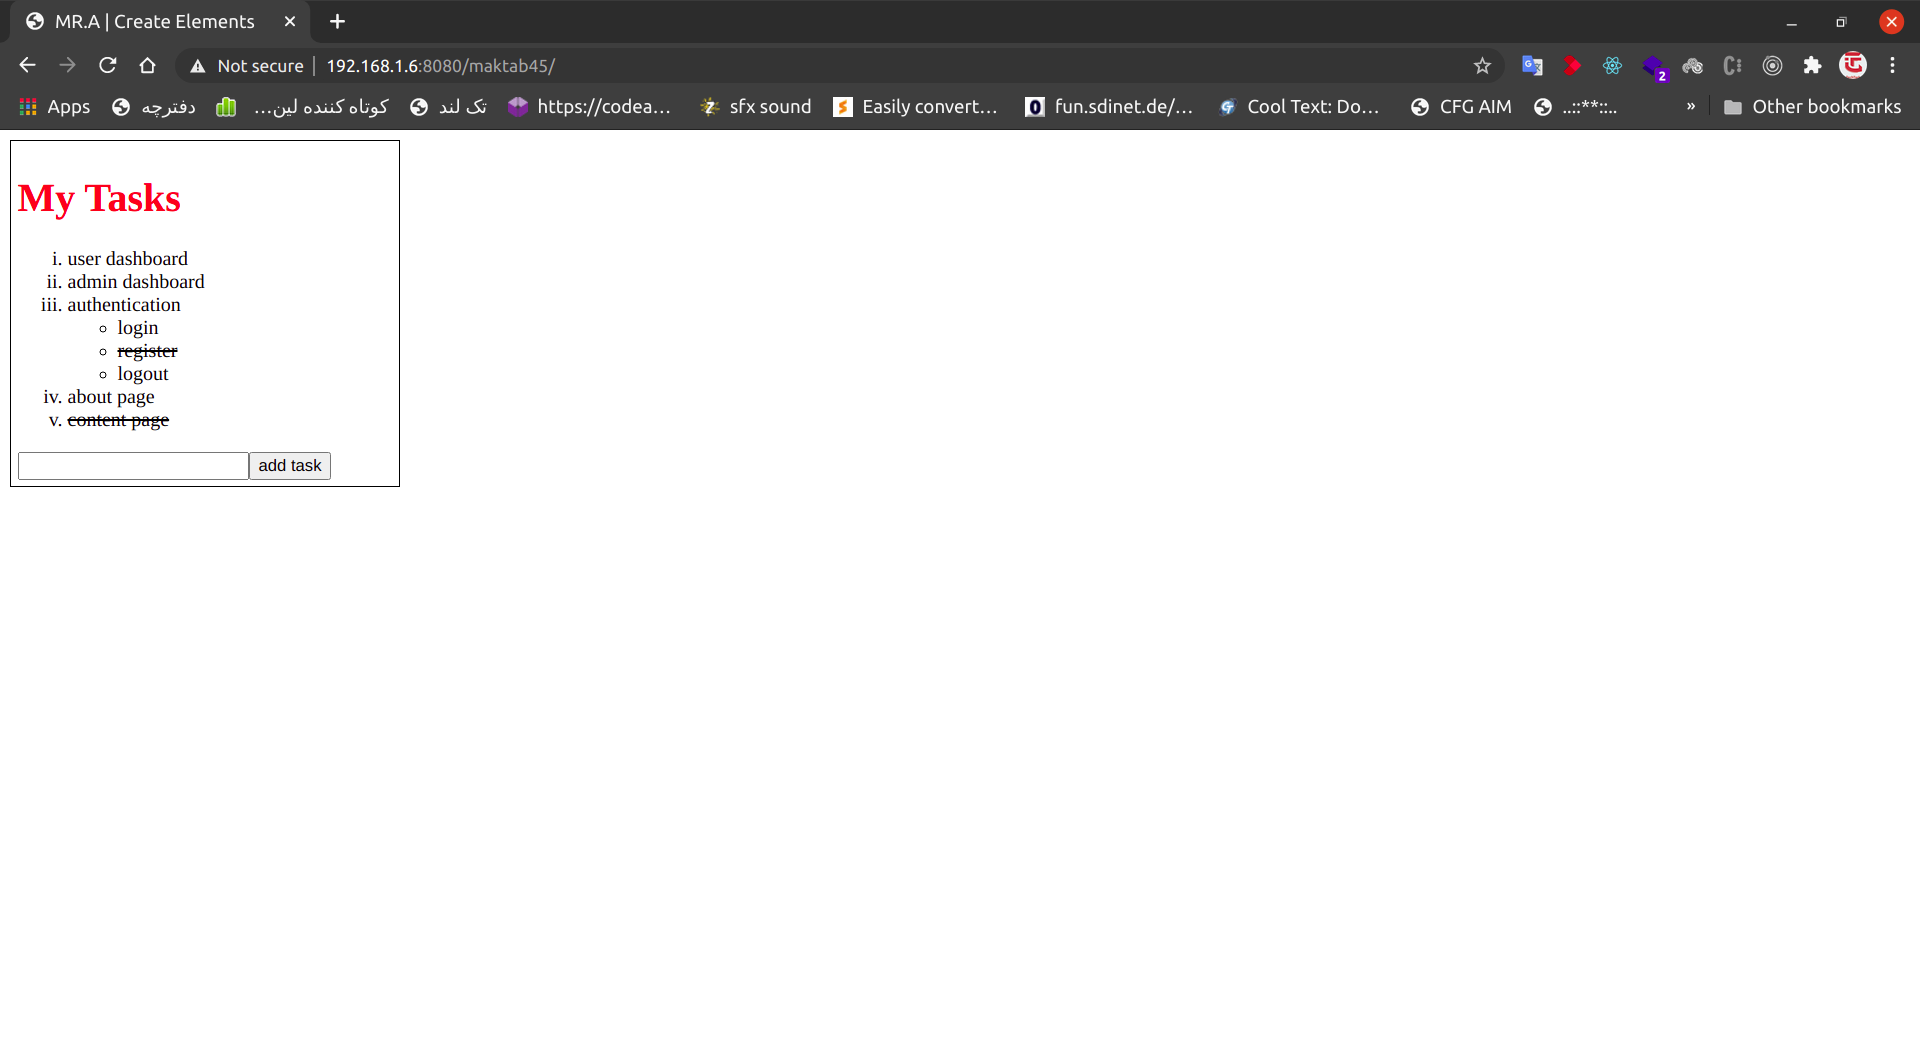 MR.A | Create Elements
Not secure | 192.168.1.6:8080/maktab45/
2
Apps دفترچه کوتاه کننده لین... تک لند https://codea... sfx sound Easily convert... fun.sdinet.de/... Cool Text: Do... CFG AIM ..::**::.. » Other bookmarks
My Tasks
i. user dashboard
ii. admin dashboard
iii. authentication
login
register
logout
iv. about page
v. content page
add task